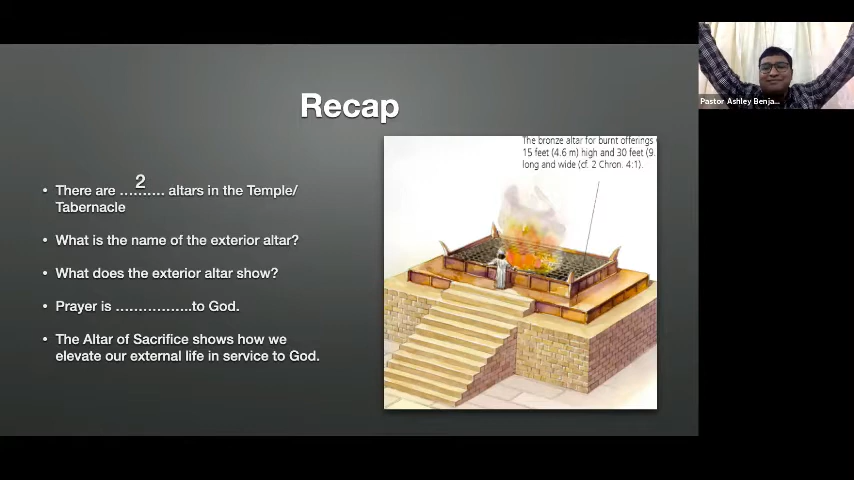 Recap
The bronze altar for burnt offerings
15 feet (4.6 m) high and 30 feet (9.
long and wide (cf. 2 Chron. 4:1).
2
• There are .......... altars in the Temple/
Tabernacle
• What is the name of the exterior altar?
• What does the exterior altar show?
• Prayer is .................to God.
• The Altar of Sacrifice shows how we
elevate our external life in service to God.
Pastor Ashley Benja...